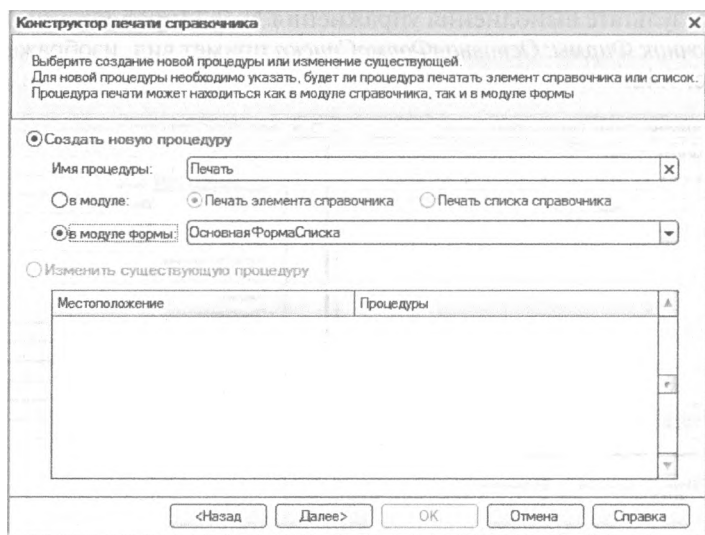 Конструктор печати справочника
Выберите создание новой процедуры или изменение существующей.
Для новой процедуры необходимо указать, будет ли процедура печатать элемент справочника или список.
Процедура печати может находиться как в модуле справочника, так и в модуле формы
Создать новую процедуру
Имя процедуры: Печать
в модуле: Печать элемента справочника Печать списка справочника
в модуле формы: ОсновнаяФормаСписка
Изменить существующую процедуру
Местоположение Процедуры
<Назад Далее> OK Отмена Справка